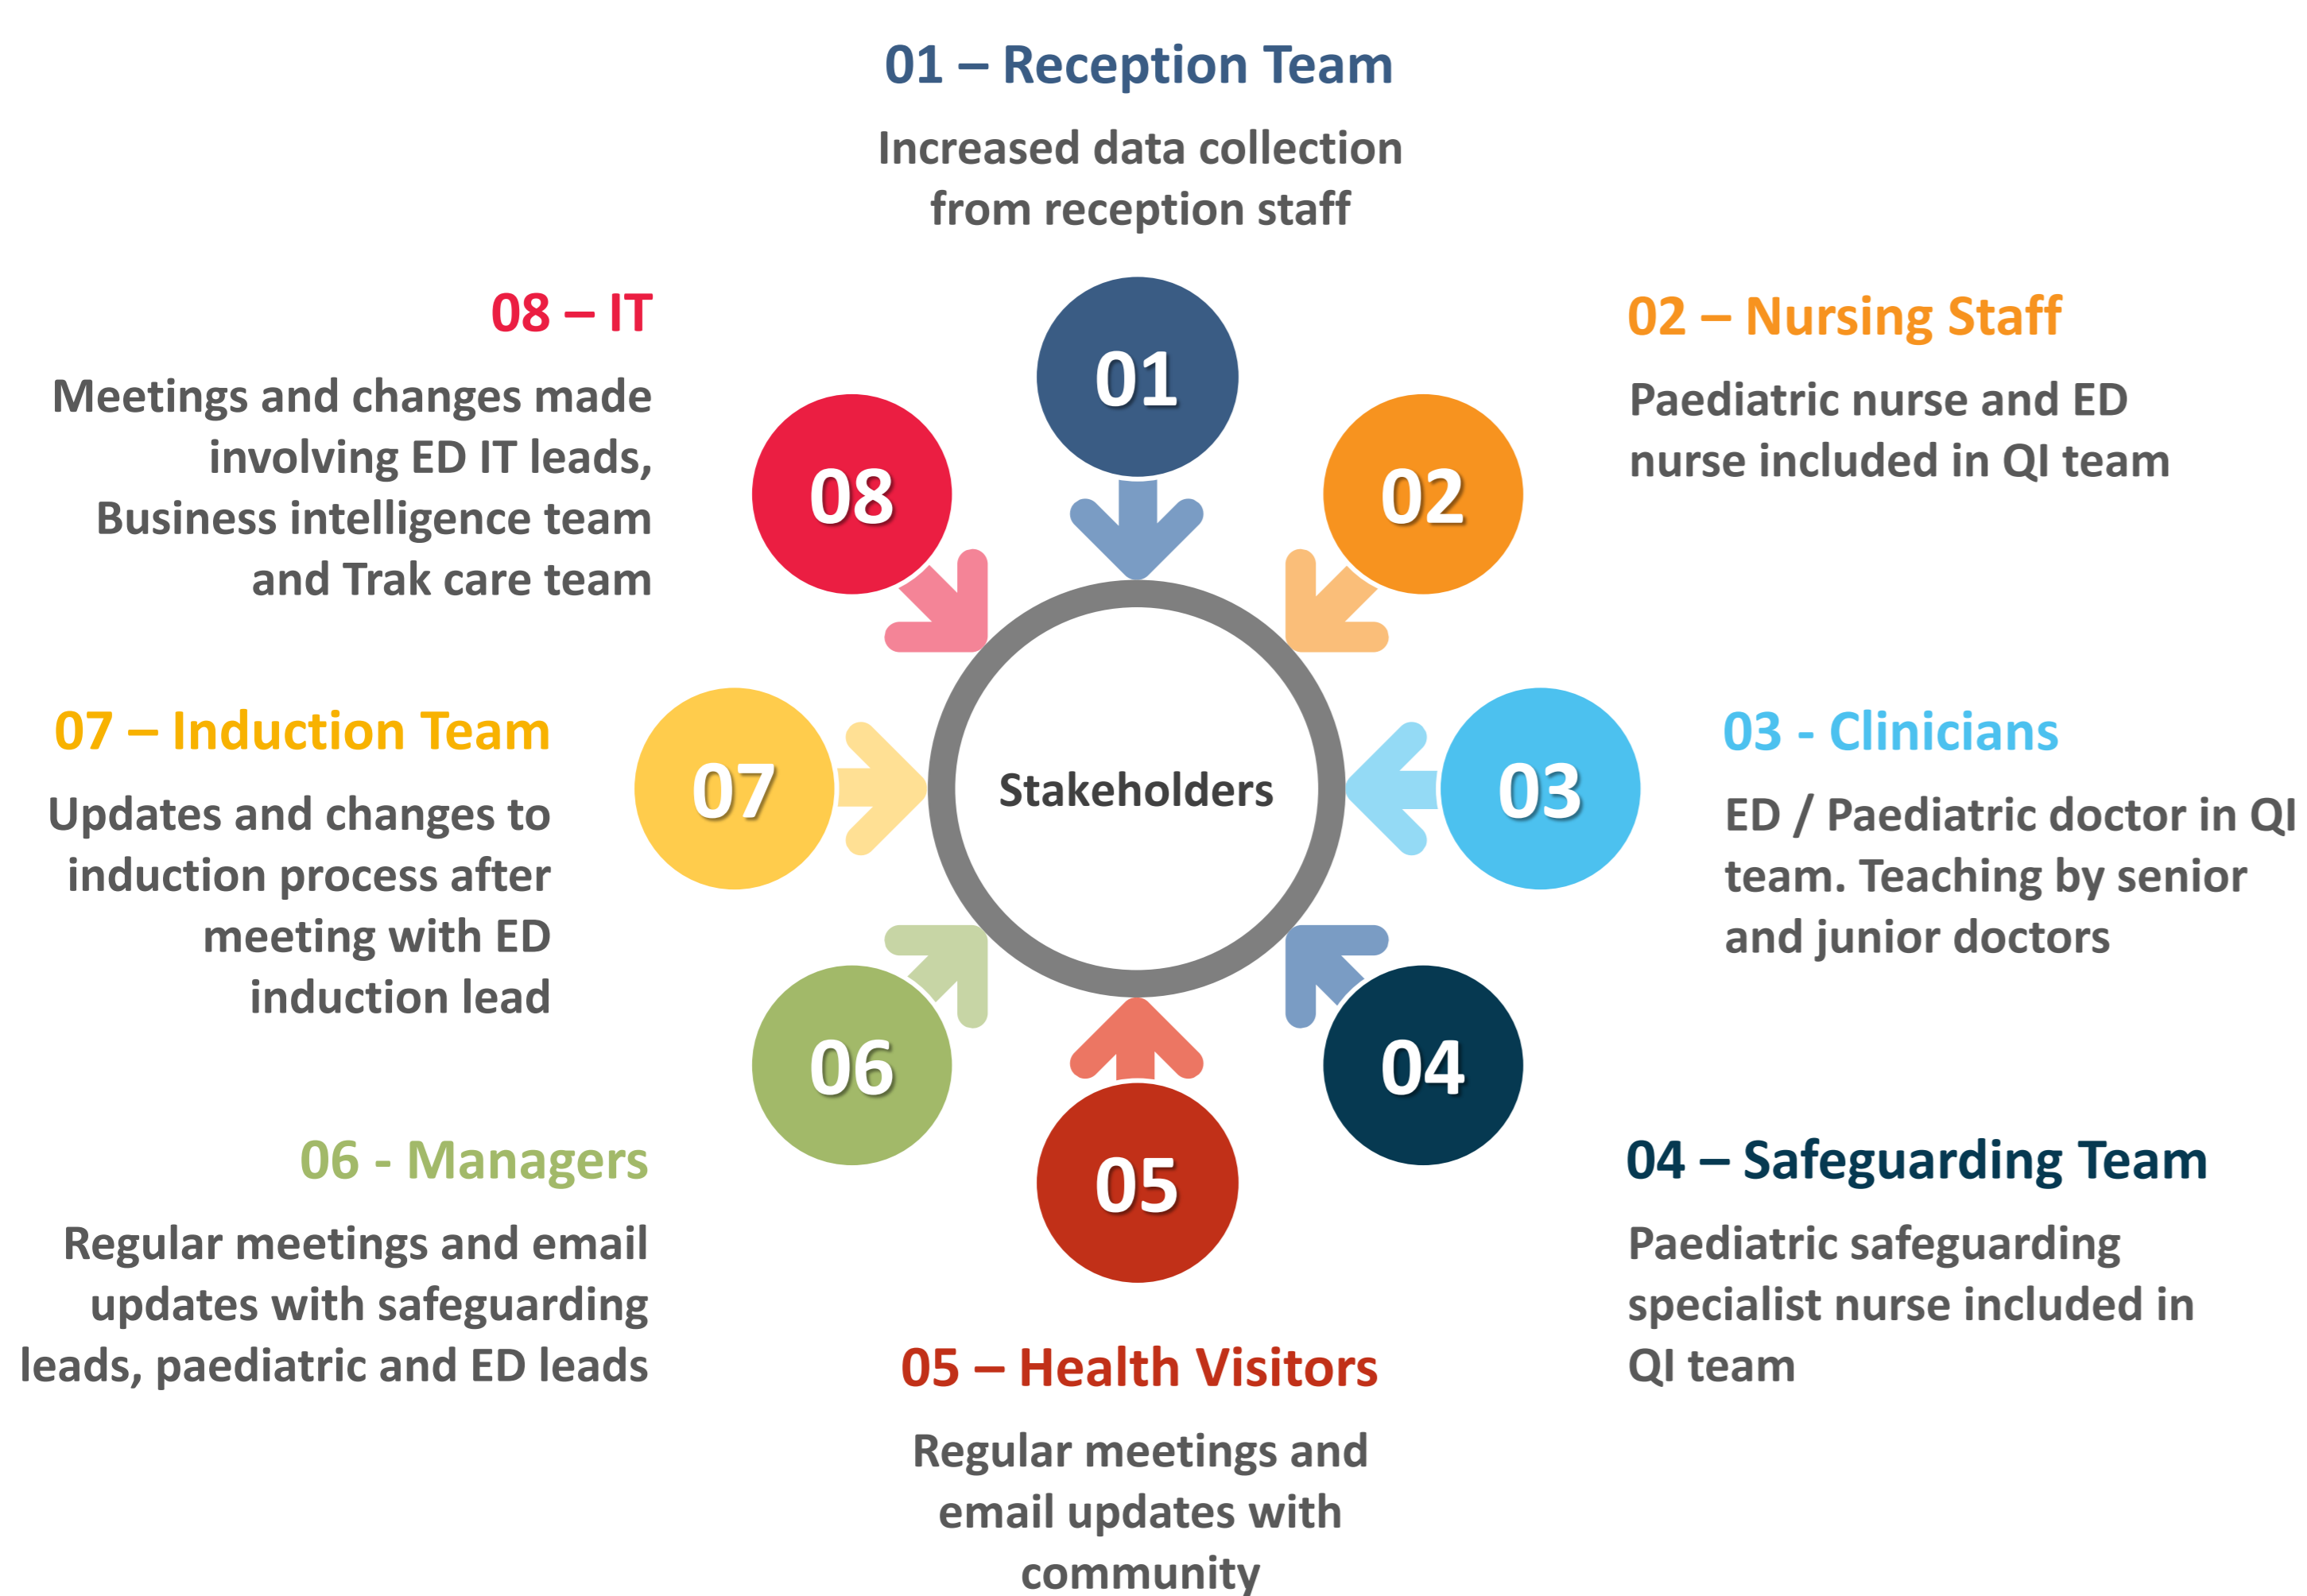 01 – Reception Team
Increased data collection
from reception staff
01
02 – Nursing Staff
Paediatric nurse and ED
nurse included in QI team
02
03 - Clinicians
ED / Paediatric doctor in QI
team. Teaching by senior
and junior doctors
03
04 – Safeguarding Team
Paediatric safeguarding
specialist nurse included in
QI team
04
05 – Health Visitors
Regular meetings and
email updates with
community
05
06 - Managers
Regular meetings and email
updates with safeguarding
leads, paediatric and ED leads
06
07 – Induction Team
Updates and changes to
induction process after
meeting with ED
induction lead
07
08 – IT
Meetings and changes made
involving ED IT leads,
Business intelligence team
and Trak care team
08
Stakeholders